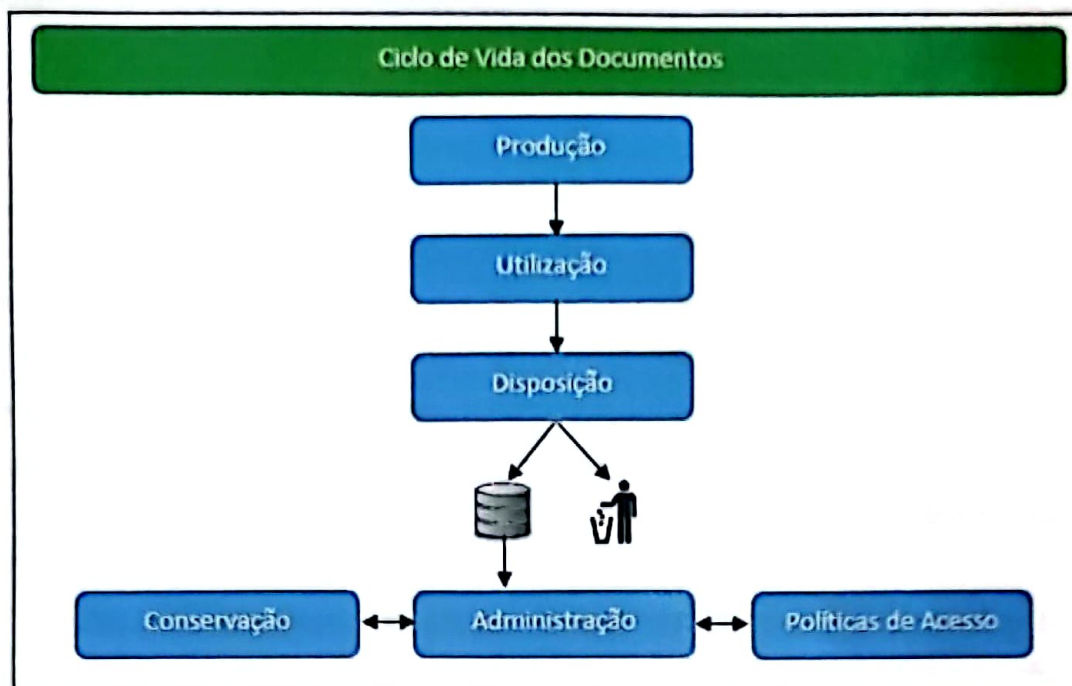 Ciclo de Vida dos Documentos
Produção
Utilização
Disposição
Conservação
Administração
Políticas de Acesso